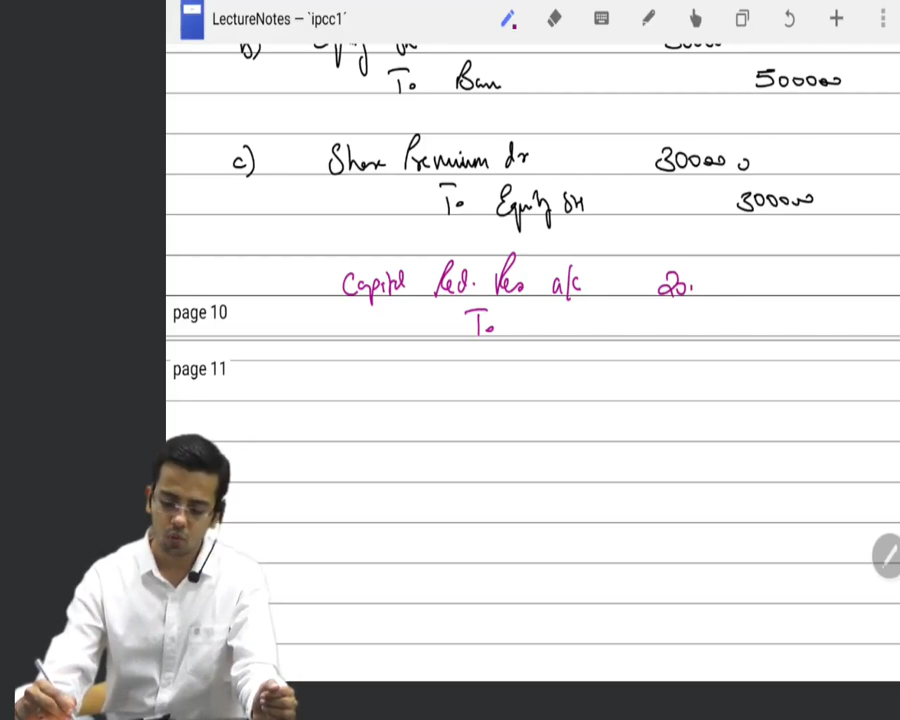 LectureNotes – `ipcc1`
To Ban 500000
c) Share Premium dr 300000
To Equity SH 300000
Capital Red. Res a/c 20.
To
page 10
page 11